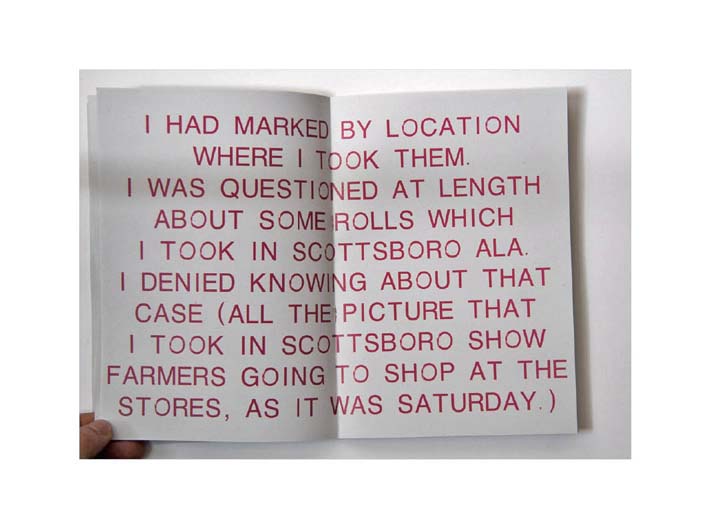 I HAD MARKED BY LOCATION
WHERE I TOOK THEM.
I WAS QUESTIONED AT LENGTH
ABOUT SOME ROLLS WHICH
I TOOK IN SCOTTSBORO ALA.
I DENIED KNOWING ABOUT THAT
CASE (ALL THE PICTURE THAT
I TOOK IN SCOTTSBORO SHOW
FARMERS GOING TO SHOP AT THE
STORES, AS IT WAS SATURDAY.)